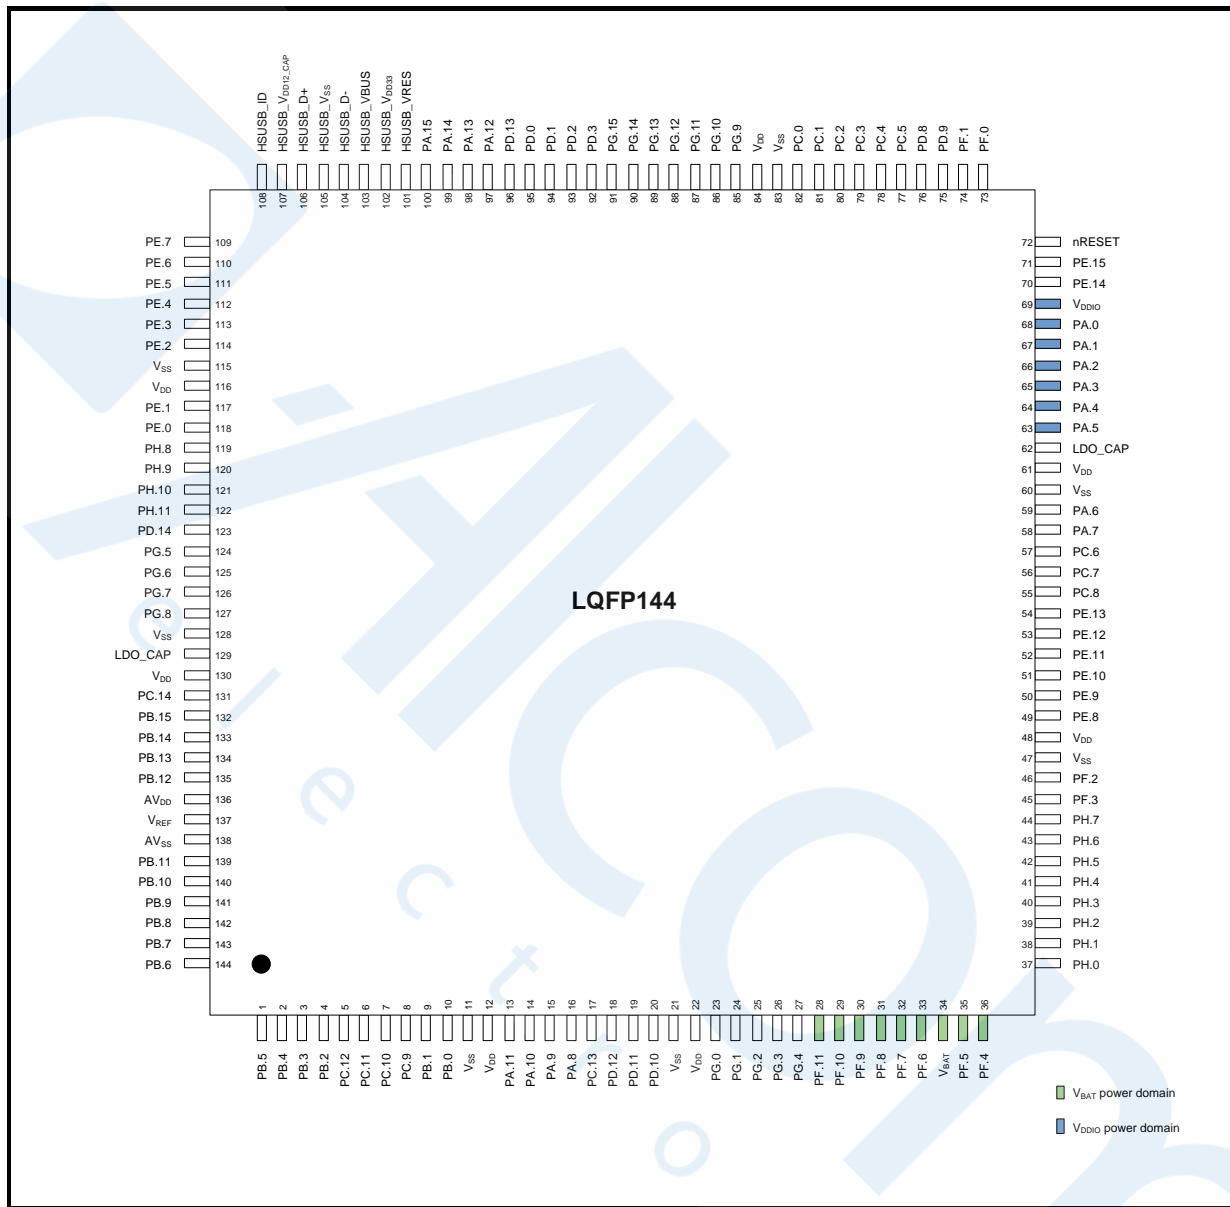 HSUSB_ID
HSUSB_VDD12_CAP
HSUSB_D+
HSUSB_VSS
HSUSB_D-
HSUSB_VBUS
HSUSB_VDD33
HSUSB_VRES
PA.15
PA.14
PA.13
PA.12
PD.13
PD.0
PD.1
PD.2
PD.3
PG.15
PG.14
PG.13
PG.12
PG.11
PG.10
PG.9
VDD
VSS
PC.0
PC.1
PC.2
PC.3
PC.4
PC.5
PD.8
PD.9
PF.1
PF.0
108
107
106
105
104
103
102
101
100
99
98
97
96
95
94
93
92
91
90
89
88
87
86
85
84
83
82
81
80
79
78
77
76
75
74
73
PE.7 109
PE.6 110
PE.5 111
PE.4 112
PE.3 113
PE.2 114
VSS 115
VDD 116
PE.1 117
PE.0 118
PH.8 119
PH.9 120
PH.10 121
PH.11 122
PD.14 123
PG.5 124
PG.6 125
PG.7 126
PG.8 127
VSS 128
LDO_CAP 129
VDD 130
PC.14 131
PB.15 132
PB.14 133
PB.13 134
PB.12 135
AVDD 136
VREF 137
AVSS 138
PB.11 139
PB.10 140
PB.9 141
PB.8 142
PB.7 143
PB.6 144
LQFP144
72 nRESET
71 PE.15
70 PE.14
69 VDDIO
68 PA.0
67 PA.1
66 PA.2
65 PA.3
64 PA.4
63 PA.5
62 LDO_CAP
61 VDD
60 VSS
59 PA.6
58 PA.7
57 PC.6
56 PC.7
55 PC.8
54 PE.13
53 PE.12
52 PE.11
51 PE.10
50 PE.9
49 PE.8
48 VDD
47 VSS
46 PF.2
45 PF.3
44 PH.7
43 PH.6
42 PH.5
41 PH.4
40 PH.3
39 PH.2
38 PH.1
37 PH.0
1
2
3
4
5
6
7
8
9
10
11
12
13
14
15
16
17
18
19
20
21
22
23
24
25
26
27
28
29
30
31
32
33
34
35
36
PB.5
PB.4
PB.3
PB.2
PC.12
PC.11
PC.10
PC.9
PB.1
PB.0
VSS
VDD
PA.11
PA.10
PA.9
PA.8
PC.13
PD.12
PD.11
PD.10
VSS
VDD
PG.0
PG.1
PG.2
PG.3
PG.4
PF.11
PF.10
PF.9
PF.8
PF.7
PF.6
VBAT
PF.5
PF.4
VBAT power domain
VDDIO power domain